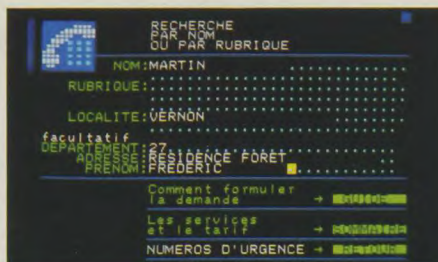 RECHERCHE
PAR NOM
OU PAR RUBRIQUE
NOM:MARTIN
RUBRIQUE:
LOCALITE:VERNON
facultatif
DEPARTEMENT:27
ADRESSE:RESIDENCE FORET
PRENOM:FREDERIC
Comment formuler
la demande → GUIDE
Les services
et le tarif → SOMMAIRE
NUMEROS D'URGENCE → RETOUR